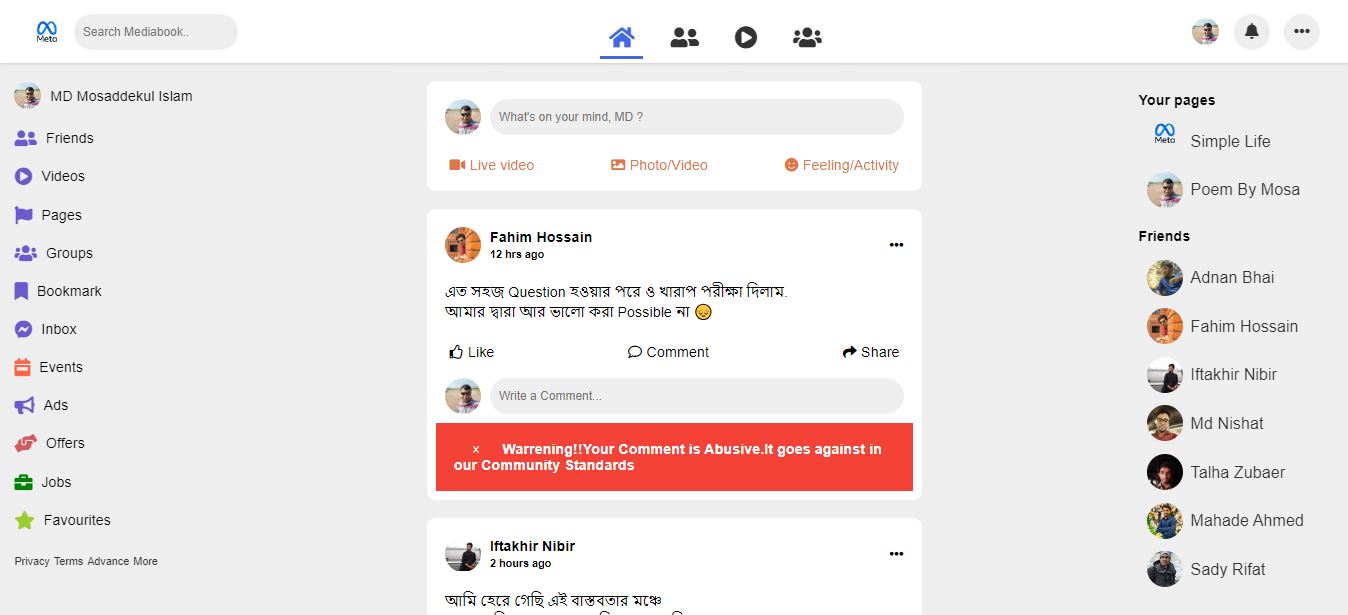 Meta
Search Mediabook..
MD Mosaddekul Islam
Friends
Videos
Pages
Groups
Bookmark
Inbox
Events
Ads
Offers
Jobs
Favourites
Privacy Terms Advance More
What's on your mind, MD ?
Live video
Photo/Video
Feeling/Activity
Fahim Hossain
12 hrs ago
এত সহজ Question হওয়ার পরে ও খারাপ পরীক্ষা দিলাম.
আমার দ্বারা আর ভালো করা Possible না 😞
Like
Comment
Share
Write a Comment...
× Warrening!!Your Comment is Abusive.It goes against in
our Community Standards
Iftakhir Nibir
2 hours ago
আমি হেরে গেছি এই বাস্তবতার মঞ্চে
Your pages
Meta
Simple Life
Poem By Mosa
Friends
Adnan Bhai
Fahim Hossain
Iftakhir Nibir
Md Nishat
Talha Zubaer
Mahade Ahmed
Sady Rifat